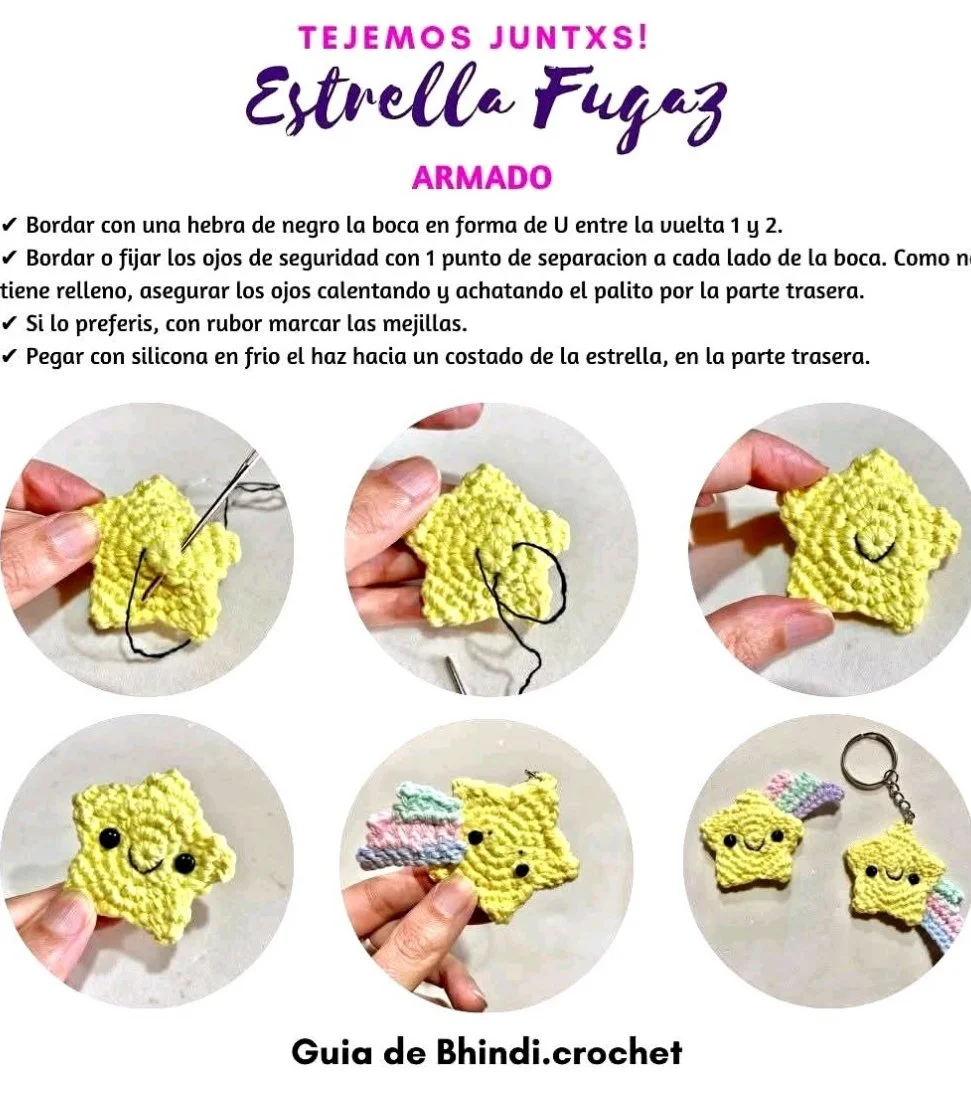 TEJEMOS JUNTXS!
Estrella Fugaz
ARMADO
✔ Bordar con una hebra de negro la boca en forma de U entre la vuelta 1 y 2.
✔ Bordar o fijar los ojos de seguridad con 1 punto de separacion a cada lado de la boca. Como
tiene relleno, asegurar los ojos calentando y achatando el palito por la parte trasera.
✔ Si lo preferis, con rubor marcar las mejillas.
✔ Pegar con silicona en frio el haz hacia un costado de la estrella, en la parte trasera.
Guia de Bhindi.crochet